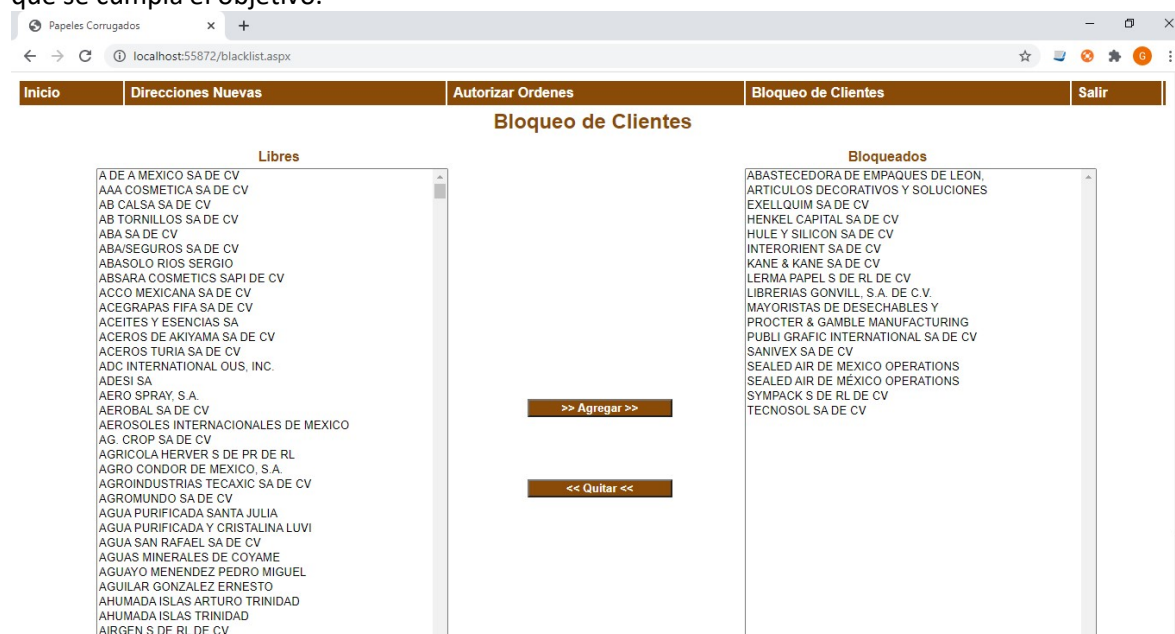 que se cumpla el objetivo.
Papeles Corrugados
localhost:55872/blacklist.aspx
G
Inicio Direcciones Nuevas Autorizar Ordenes Bloqueo de Clientes Salir
Bloqueo de Clientes
Libres
A DE A MEXICO SA DE CV
AAA COSMETICA SA DE CV
AB CALSA SA DE CV
AB TORNILLOS SA DE CV
ABA SA DE CV
ABA/SEGUROS SA DE CV
ABASOLO RIOS SERGIO
ABSARA COSMETICS SAPI DE CV
ACCO MEXICANA SA DE CV
ACEGRAPAS FIFA SA DE CV
ACEITES Y ESENCIAS SA
ACEROS DE AKIYAMA SA DE CV
ACEROS TURIA SA DE CV
ADC INTERNATIONAL OUS, INC.
ADESI SA
AERO SPRAY, S.A.
AEROBAL SA DE CV
AEROSOLES INTERNACIONALES DE MEXICO
AG. CROP SA DE CV
AGRICOLA HERVER S DE PR DE RL
AGRO CONDOR DE MEXICO, S.A.
AGROINDUSTRIAS TECAXIC SA DE CV
AGROMUNDO SA DE CV
AGUA PURIFICADA SANTA JULIA
AGUA PURIFICADA Y CRISTALINA LUVI
AGUA SAN RAFAEL SA DE CV
AGUAS MINERALES DE COYAME
AGUAYO MENENDEZ PEDRO MIGUEL
AGUILAR GONZALEZ ERNESTO
AHUMADA ISLAS ARTURO TRINIDAD
AHUMADA ISLAS TRINIDAD
AIRGEN S DE RL DE CV
>> Agregar >>
<< Quitar <<
Bloqueados
ABASTECEDORA DE EMPAQUES DE LEON,
ARTICULOS DECORATIVOS Y SOLUCIONES
EXELLQUIM SA DE CV
HENKEL CAPITAL SA DE CV
HULE Y SILICON SA DE CV
INTERORIENT SA DE CV
KANE & KANE SA DE CV
LERMA PAPEL S DE RL DE CV
LIBRERIAS GONVILL, S.A. DE C.V.
MAYORISTAS DE DESECHABLES Y
PROCTER & GAMBLE MANUFACTURING
PUBLI GRAFIC INTERNATIONAL SA DE CV
SANIVEX SA DE CV
SEALED AIR DE MEXICO OPERATIONS
SEALED AIR DE MÉXICO OPERATIONS
SYMPACK S DE RL DE CV
TECNOSOL SA DE CV